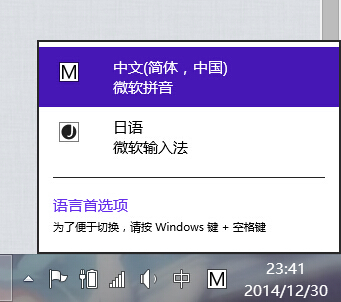 M
中文(简体，中国)
微软拼音
J
日语
微软输入法
语言首选项
为了便于切换，请按 Windows 键 + 空格键
中
M
23:41
2014/12/30